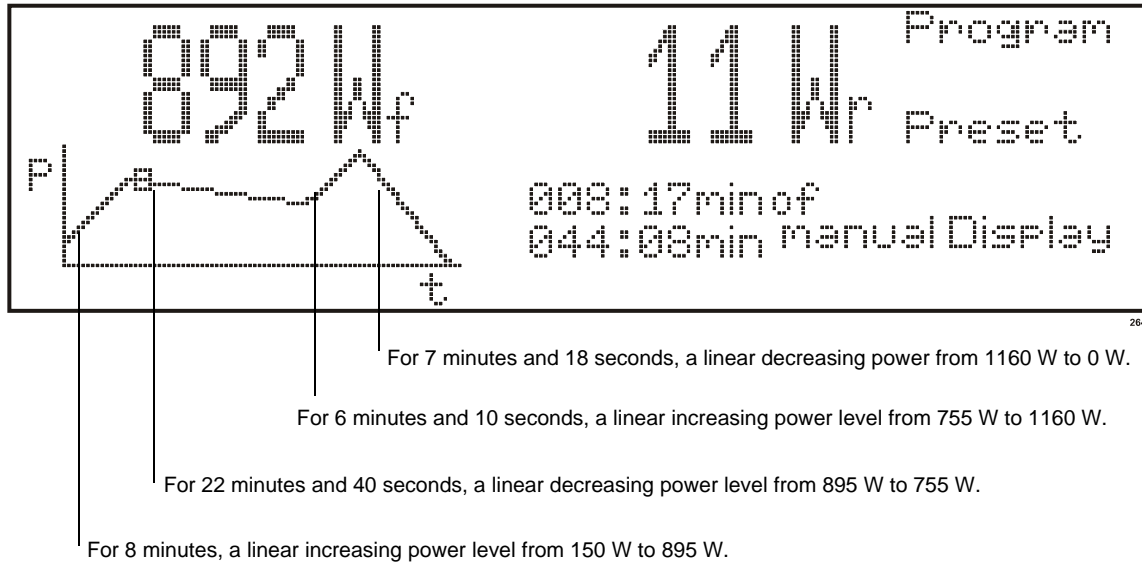 892 Wf 11 Wr Program
Preset
P
008:17min of
044:08min manual Display
t
264
For 7 minutes and 18 seconds, a linear decreasing power from 1160 W to 0 W.
For 6 minutes and 10 seconds, a linear increasing power level from 755 W to 1160 W.
For 22 minutes and 40 seconds, a linear decreasing power level from 895 W to 755 W.
For 8 minutes, a linear increasing power level from 150 W to 895 W.